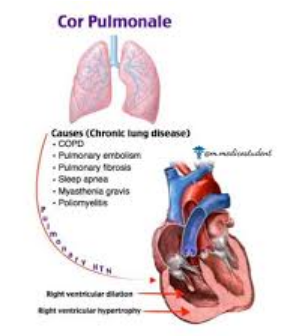 Cor Pulmonale
Causes (Chronic lung disease)
- COPD
- Pulmonary embolism
- Pulmonary fibrosis
- Sleep apnea
- Myasthenia gravis
- Poliomyelitis
@m.medicstudent
Pulmonary HTN
Right ventricular dilation
Right ventricular hypertrophy